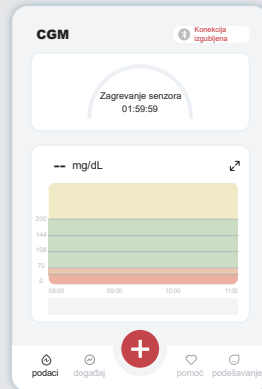 CGM
Konekcija
izgubljena
Zagrevanje senzora
01:59:59
-- mg/dL
200
144
108
70
0
08:00 09:00 10:00 11:00
podaci događaj pomoć podešavanje